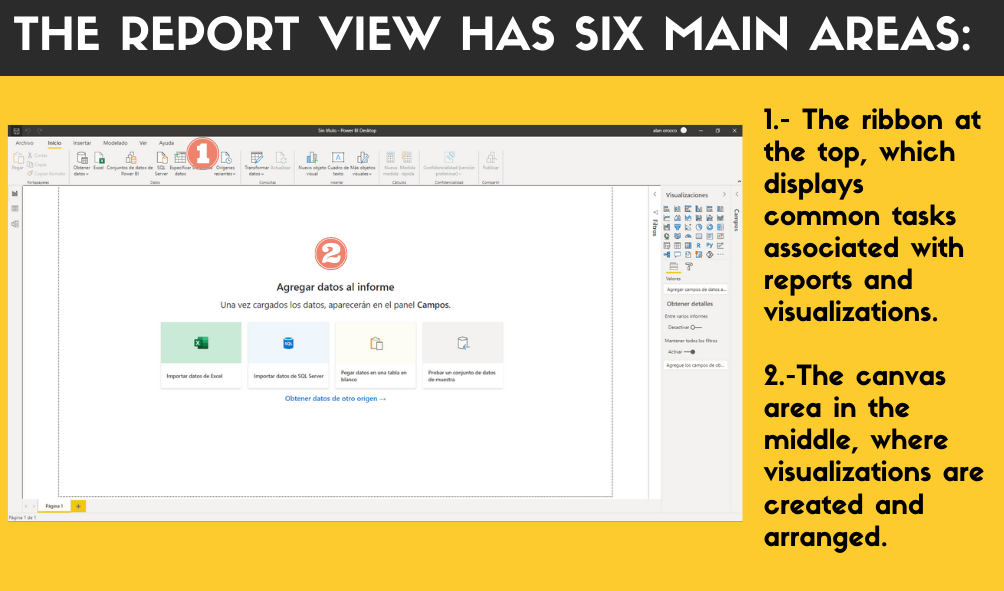 THE REPORT VIEW HAS SIX MAIN AREAS:
Sin título - Power BI Desktop
alan orozco
Archivo Inicio Insertar Modelado Ver Ayuda
1
Pegar
Cortar
Copiar
Copiar formato
Portapapeles
Obtener datos
Excel
Conjuntos de datos de Power BI
SQL Server
Especificar datos
Orígenes recientes
Datos
Transformar datos
Actualizar
Consultas
Nuevo objeto visual
Cuadro de texto
Más objetos visuales
Insertar
Nueva medida
Medida rápida
Cálculos
Confidencialidad
Publicar
Compartir
2
Agregar datos al informe
Una vez cargados los datos, aparecerán en el panel Campos.
Importar datos de Excel
Importar datos de SQL Server
Pegar datos en una tabla en
blanco
Probar un conjunto de datos
de muestra
Obtener datos de otro origen →
Filtros
Visualizaciones
Campos
Valores
Agregar campos de datos a...
Obtener detalles
Entre varios informes
Desactivar
Mantener todos los filtros
Activar
Agregue los campos de ob...
Página 1
+
Página 1 de 1
1.- The ribbon at
the top, which
displays
common tasks
associated with
reports and
visualizations.
2.-The canvas
area in the
middle, where
visualizations are
created and
arranged.